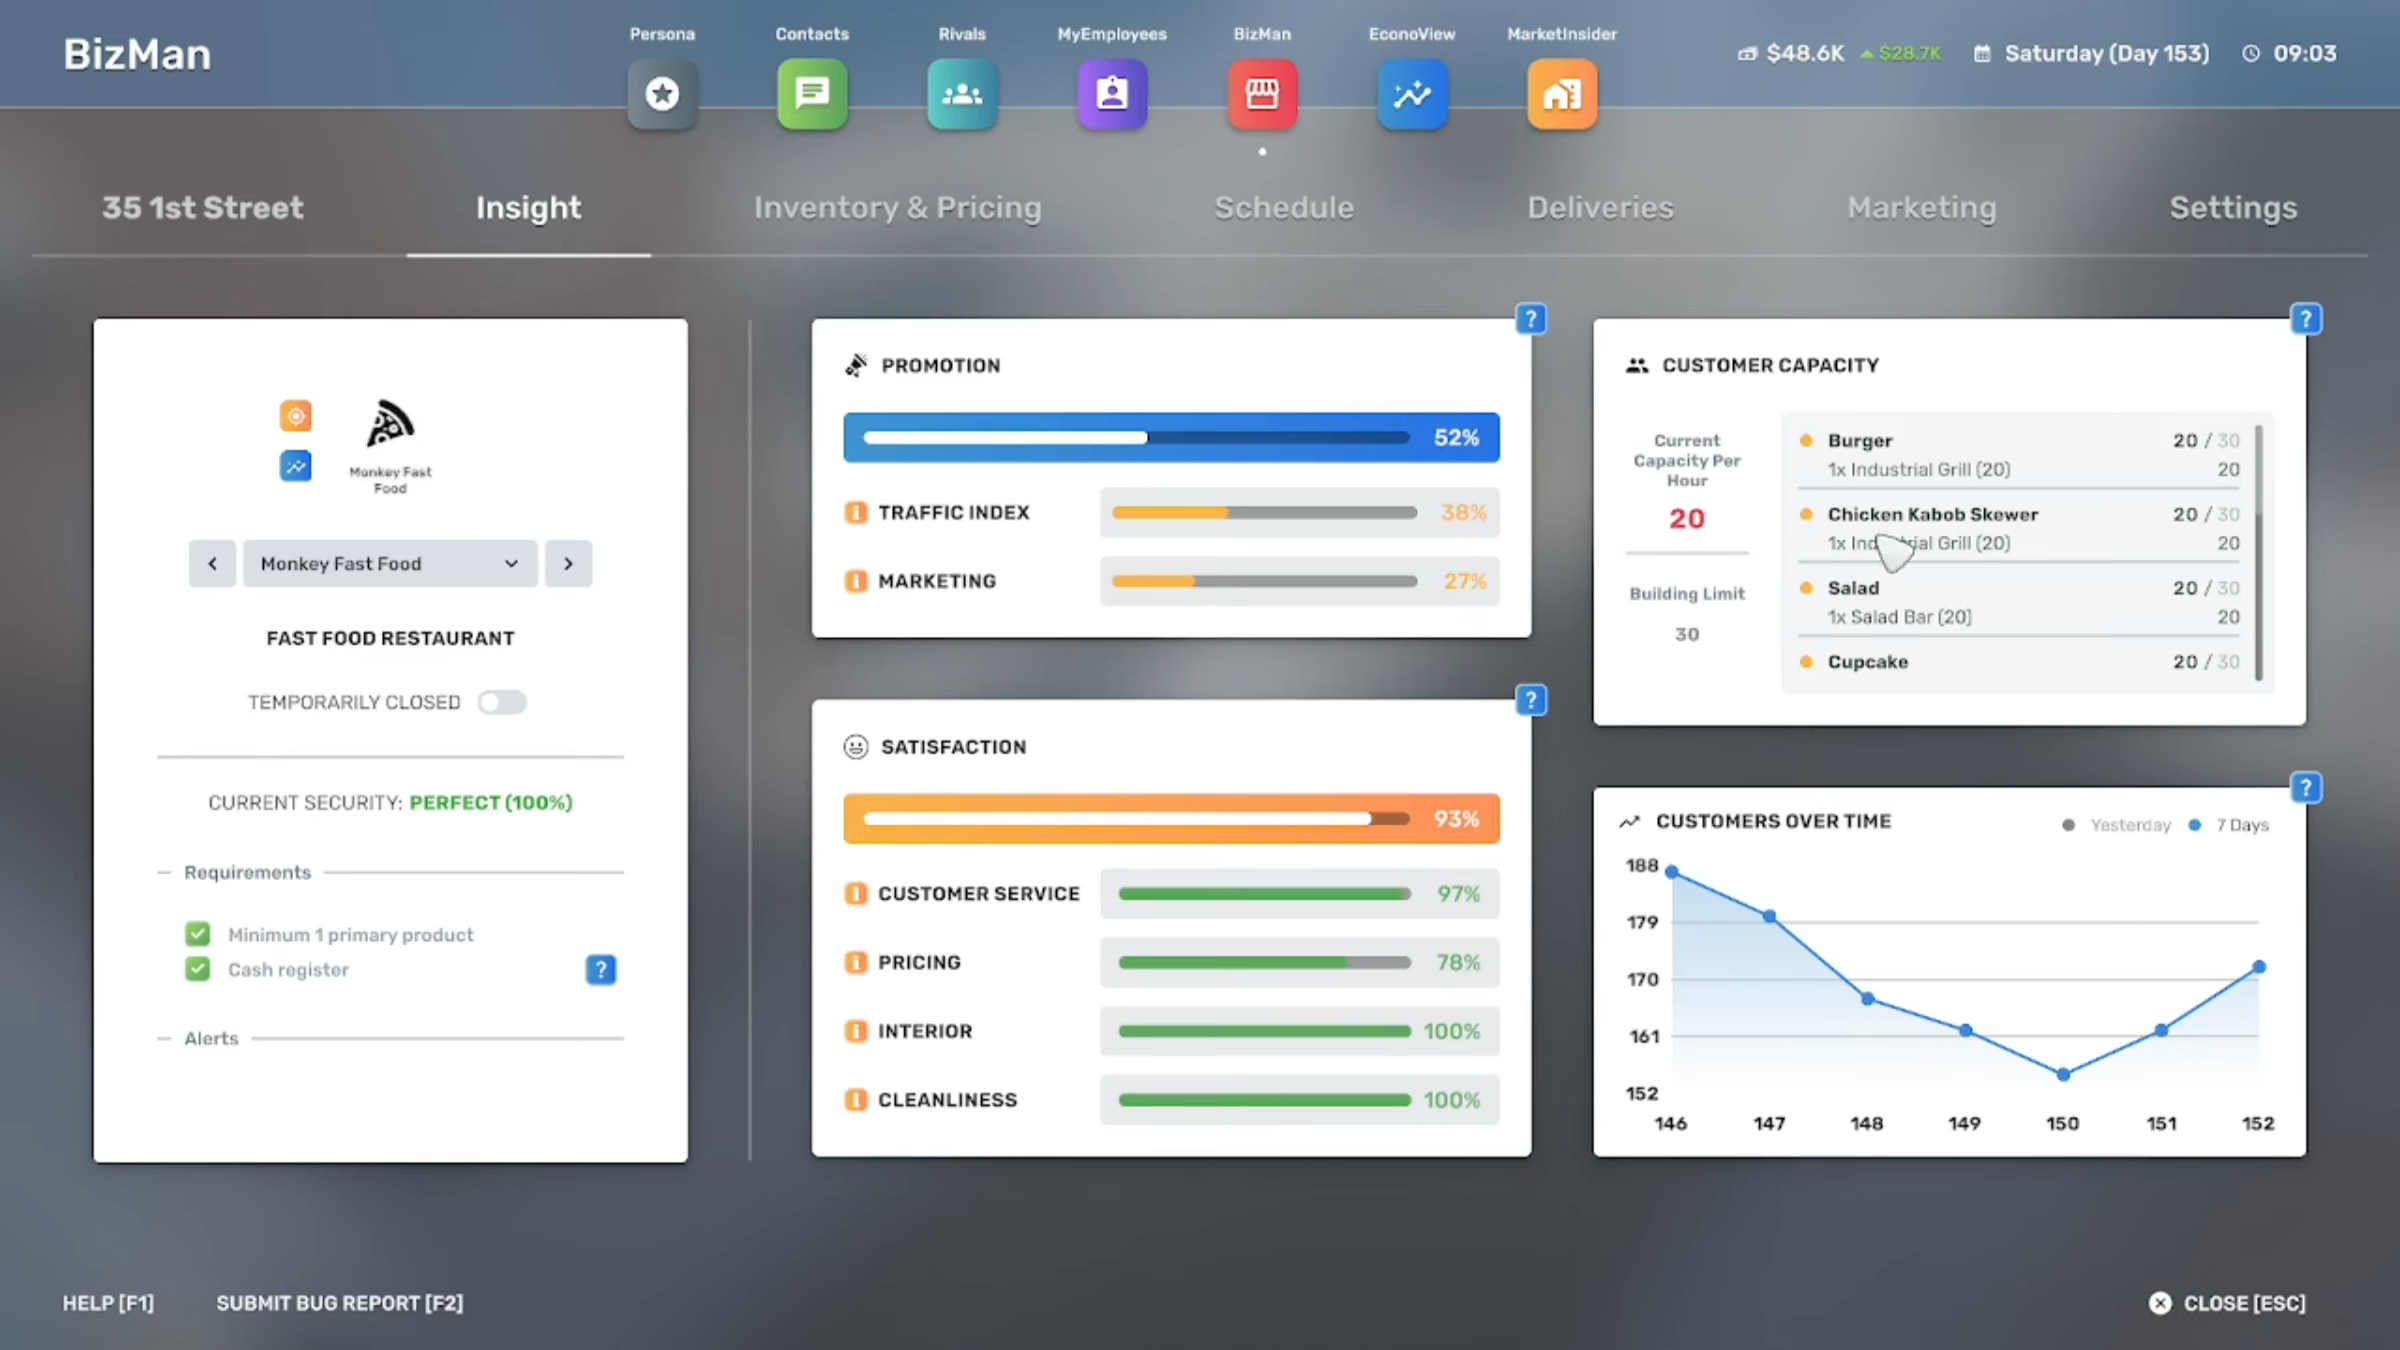 BizMan
Persona
Contacts
Rivals
MyEmployees
BizMan
EconoView
MarketInsider
$48.6K
$28.7K
Saturday (Day 153)
09:03
35 1st Street
Insight
Inventory & Pricing
Schedule
Deliveries
Marketing
Settings
Monkey Fast
Food
Monkey Fast Food
FAST FOOD RESTAURANT
TEMPORARILY CLOSED
CURRENT SECURITY: PERFECT (100%)
Requirements
Minimum 1 primary product
Cash register
?
Alerts
?
PROMOTION
52%
TRAFFIC INDEX
38%
MARKETING
27%
?
SATISFACTION
93%
CUSTOMER SERVICE
97%
PRICING
78%
INTERIOR
100%
CLEANLINESS
100%
?
CUSTOMER CAPACITY
Current
Capacity Per
Hour
20
Building Limit
30
Burger
20 / 30
1x Industrial Grill (20)
20
Chicken Kabob Skewer
20 / 30
1x Industrial Grill (20)
20
Salad
20 / 30
1x Salad Bar (20)
20
Cupcake
20 / 30
?
CUSTOMERS OVER TIME
Yesterday
7 Days
188
179
170
161
152
146
147
148
149
150
151
152
HELP [F1]
SUBMIT BUG REPORT [F2]
CLOSE [ESC]